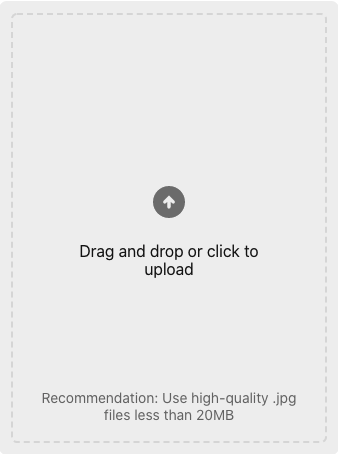 Drag and drop or click to
upload
Recommendation: Use high-quality .jpg
files less than 20MB